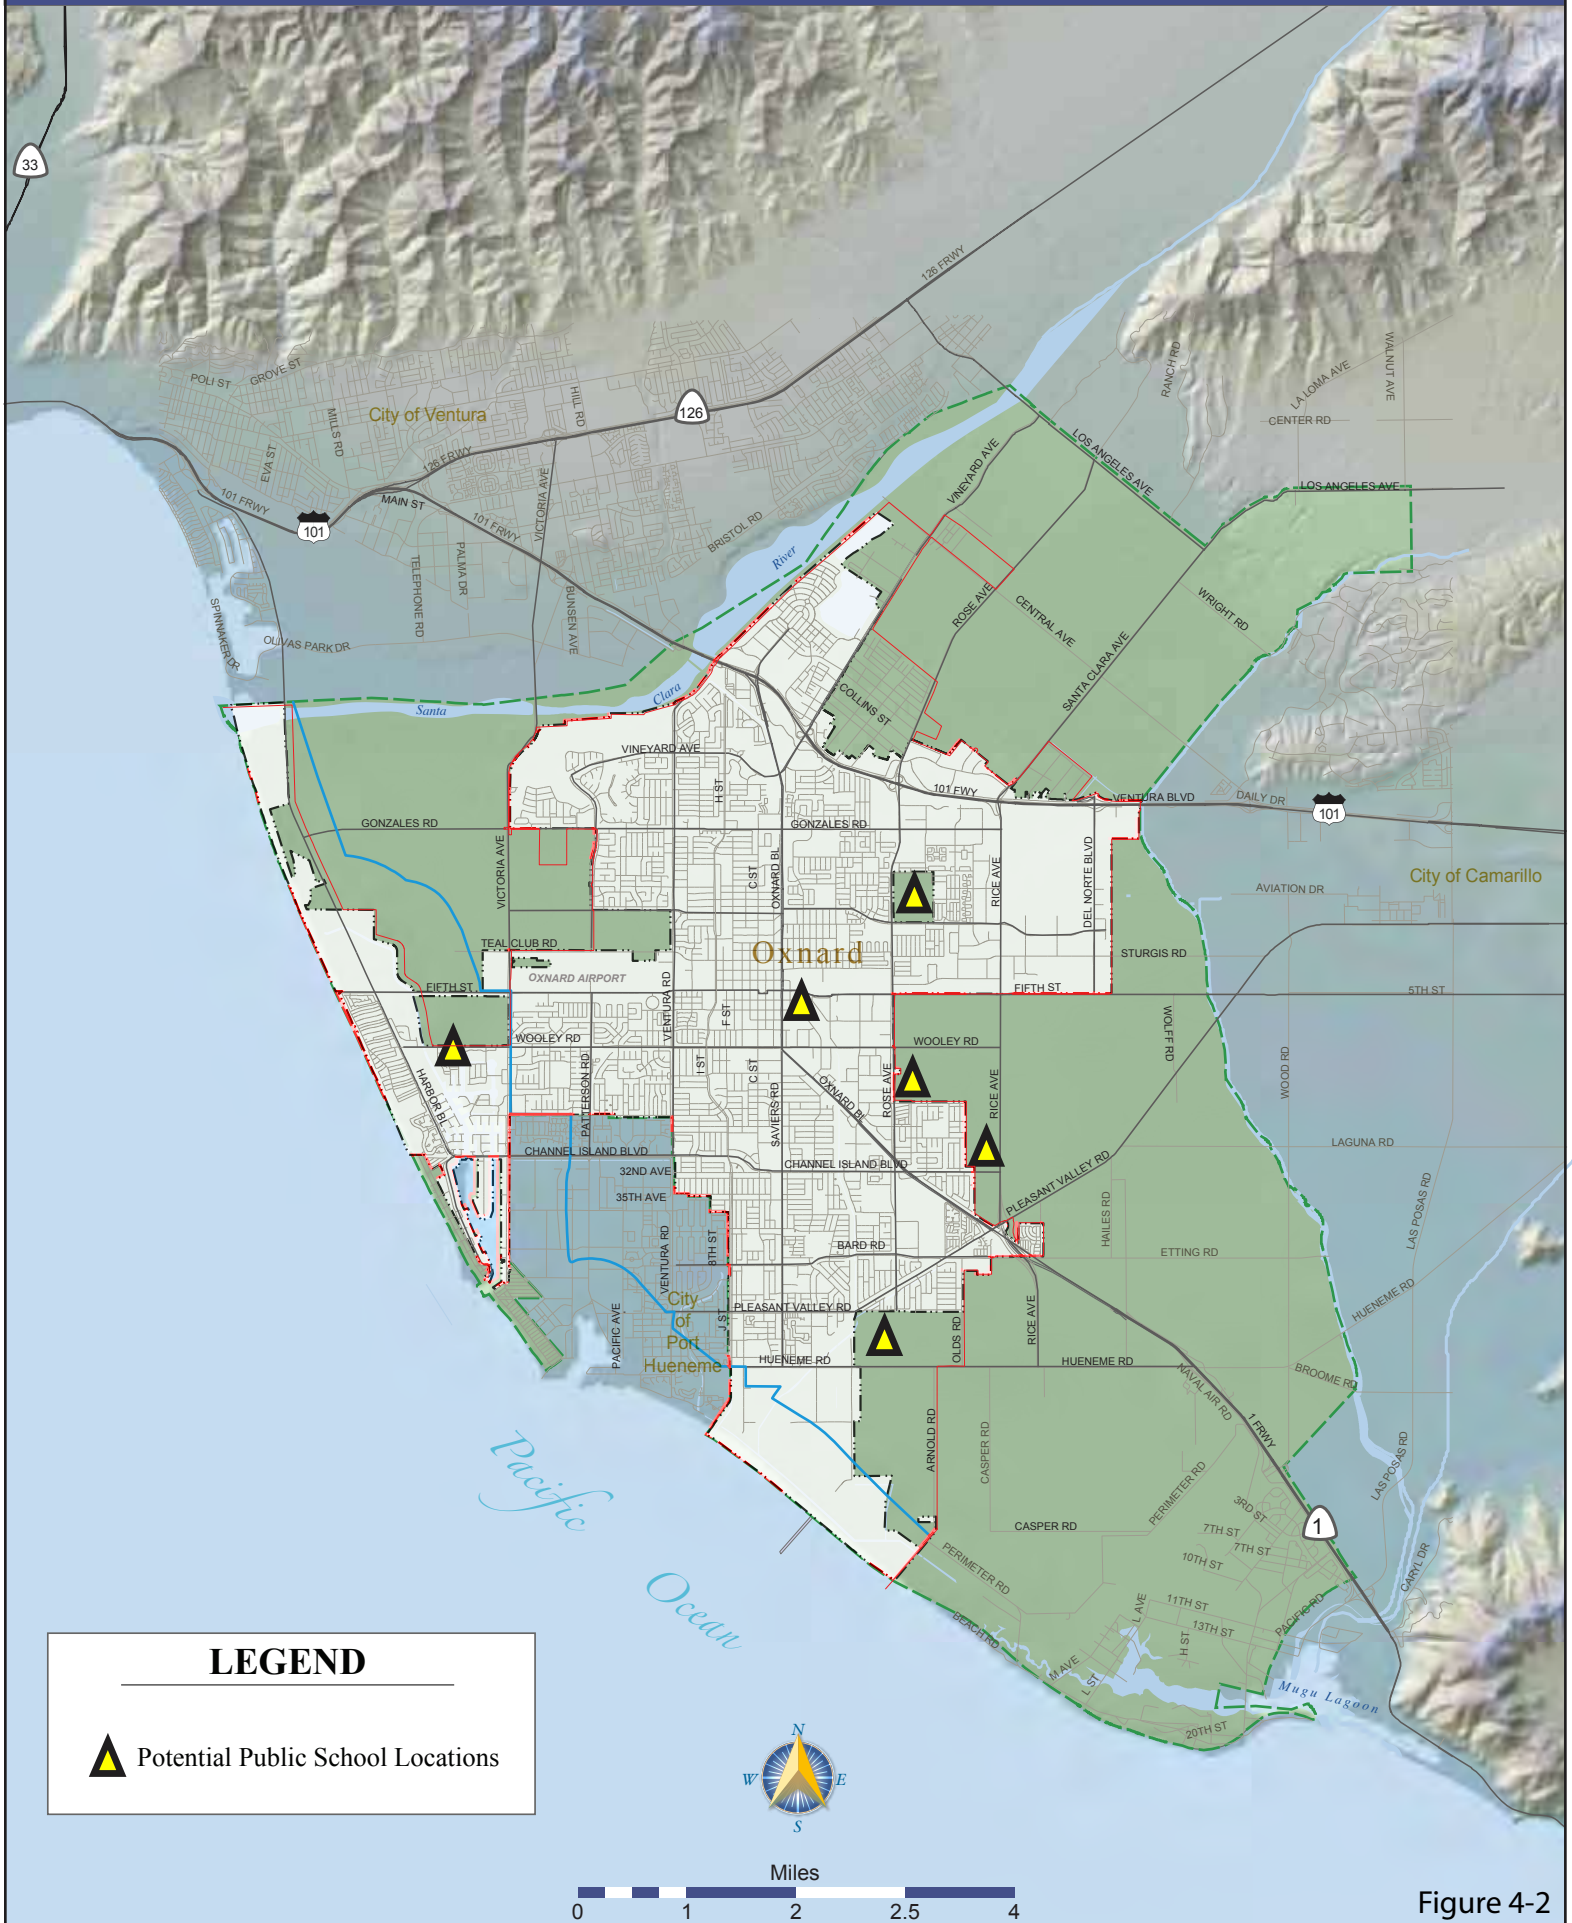 33
126 FRWY
POLI ST
GROVE ST
MILLS RD
City of Ventura
HILL RD
126
RANCH RD
LA LOMA AVE
WALNUT AVE
CENTER RD
EVA ST
126 FRWY
101 FRWY
MAIN ST
101
101 FRWY
VICTORIA AVE
BRISTOL RD
VINEYARD AVE
LOS ANGELES AVE
LOS ANGELES AVE
TELEPHONE RD
PALMA DR
BUNSEN AVE
River
SPINNAKER DR
OLIVAS PARK DR
ROSE AVE
CENTRAL AVE
WRIGHT RD
SANTA CLARA AVE
Santa
Clara
COLLINS ST
VINEYARD AVE
H ST
101 FWY
VENTURA BLVD
DAILY DR
101
GONZALES RD
GONZALES RD
VICTORIA AVE
C ST
OXNARD BL
RICE AVE
DEL NORTE BLVD
City of Camarillo
AVIATION DR
TEAL CLUB RD
Oxnard
STURGIS RD
OXNARD AIRPORT
FIFTH ST
VENTURA RD
F ST
FIFTH ST
5TH ST
WOOLEY RD
WOOLEY RD
WOLFF RD
WOOD RD
HARBOR BL
PATTERSON RD
I ST
C ST
SAVIERS RD
OXNARD BL
ROSE AVE
RICE AVE
LAGUNA RD
CHANNEL ISLAND BLVD
CHANNEL ISLAND BLVD
32ND AVE
35TH AVE
PLEASANT VALLEY RD
HAILES RD
LAS POSAS RD
VENTURA RD
8TH ST
BARD RD
ETTING RD
City
of
Port
Hueneme
PACIFIC AVE
J ST
PLEASANT VALLEY RD
OLDS RD
RICE AVE
HUENEME RD
HUENEME RD
HUENEME RD
NAVAL AIR RD
BROOME RD
ARNOLD RD
CASPER RD
1 FRWY
LAS POSAS RD
Pacific
Ocean
PERIMETER RD
3RD ST
CASPER RD
7TH ST
7TH ST
10TH ST
1
PERIMETER RD
CARYL DR
11TH ST
13TH ST
L AVE
H ST
PACIFIC RD
BEACH RD
M AVE
L ST
Mugu Lagoon
20TH ST
LEGEND
Potential Public School Locations
N
W
E
S
Miles
0 1 2 2.5 4
Figure 4-2